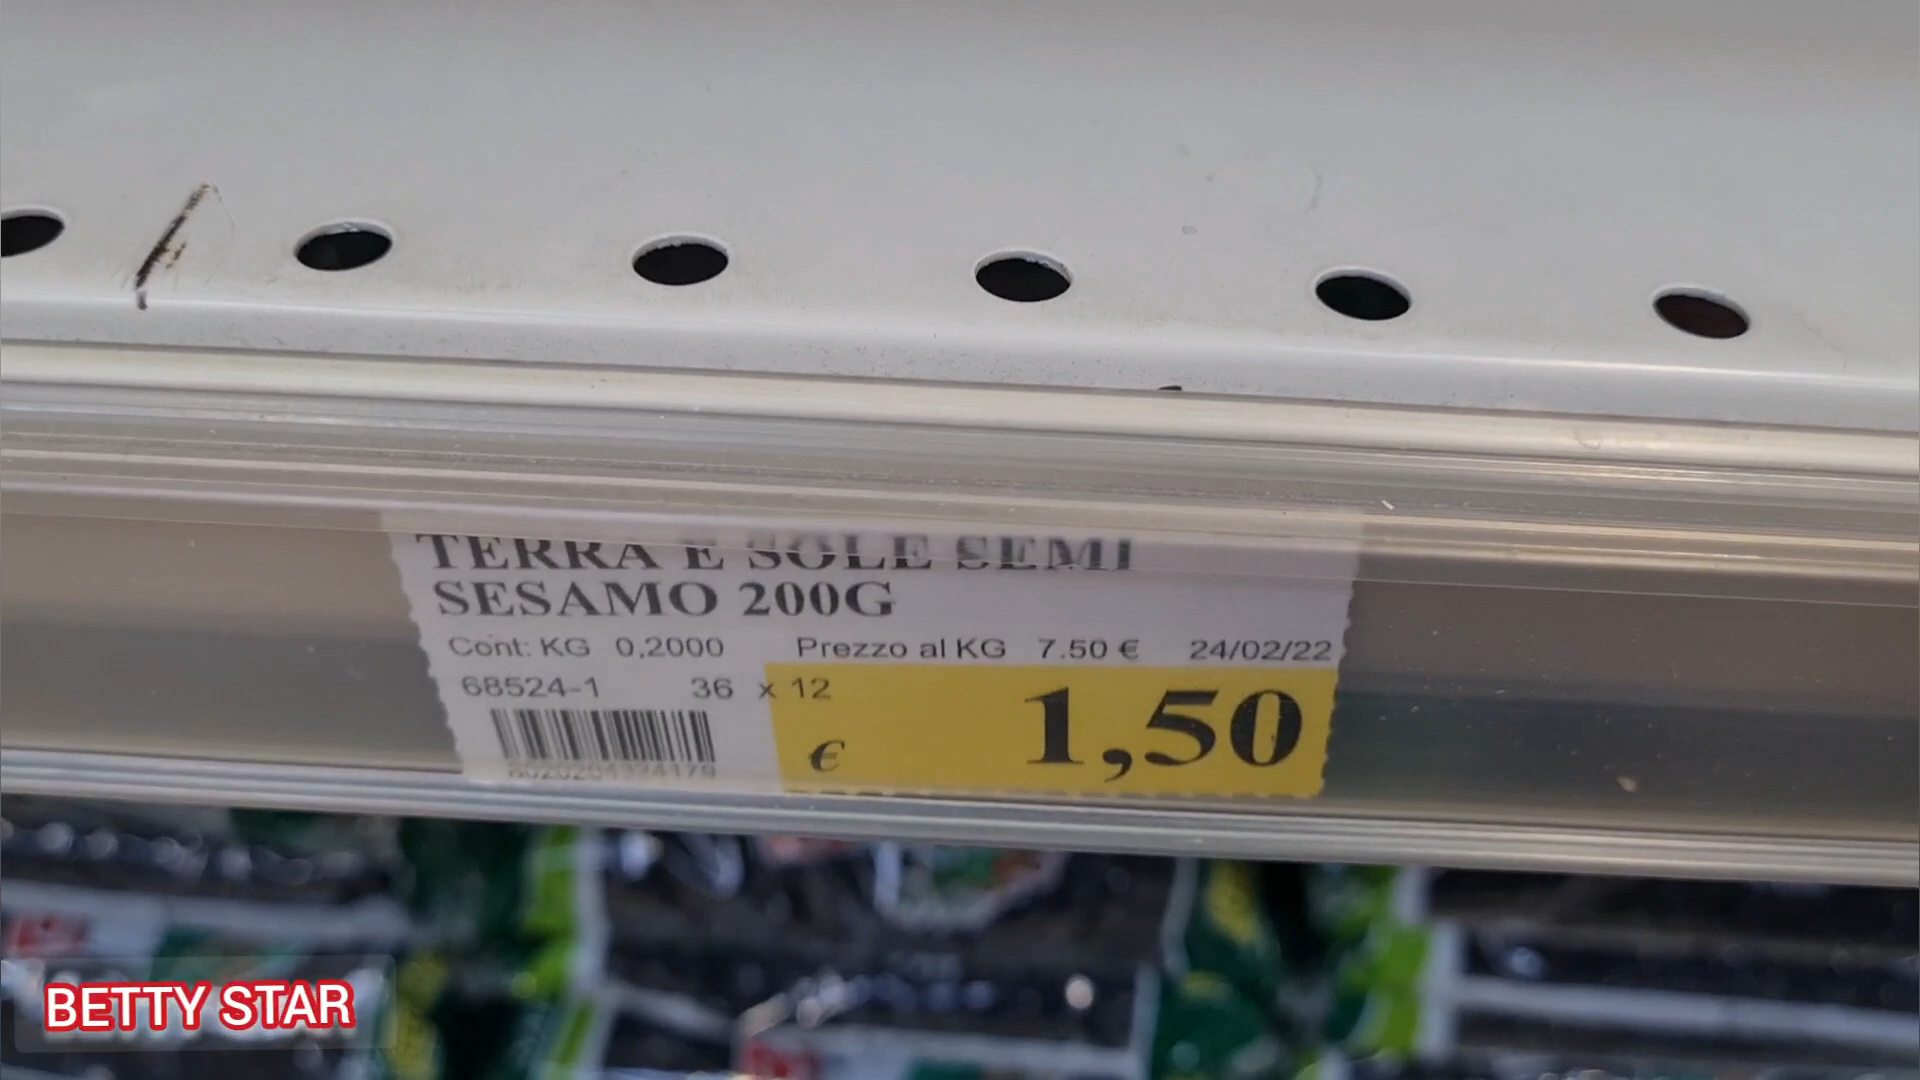 TERRA E SOLE SEMI
SESAMO 200G
Cont: KG 0,2000 Prezzo al KG 7.50 € 24/02/22
68524-1 36 x 12
€ 1,50
BETTY STAR